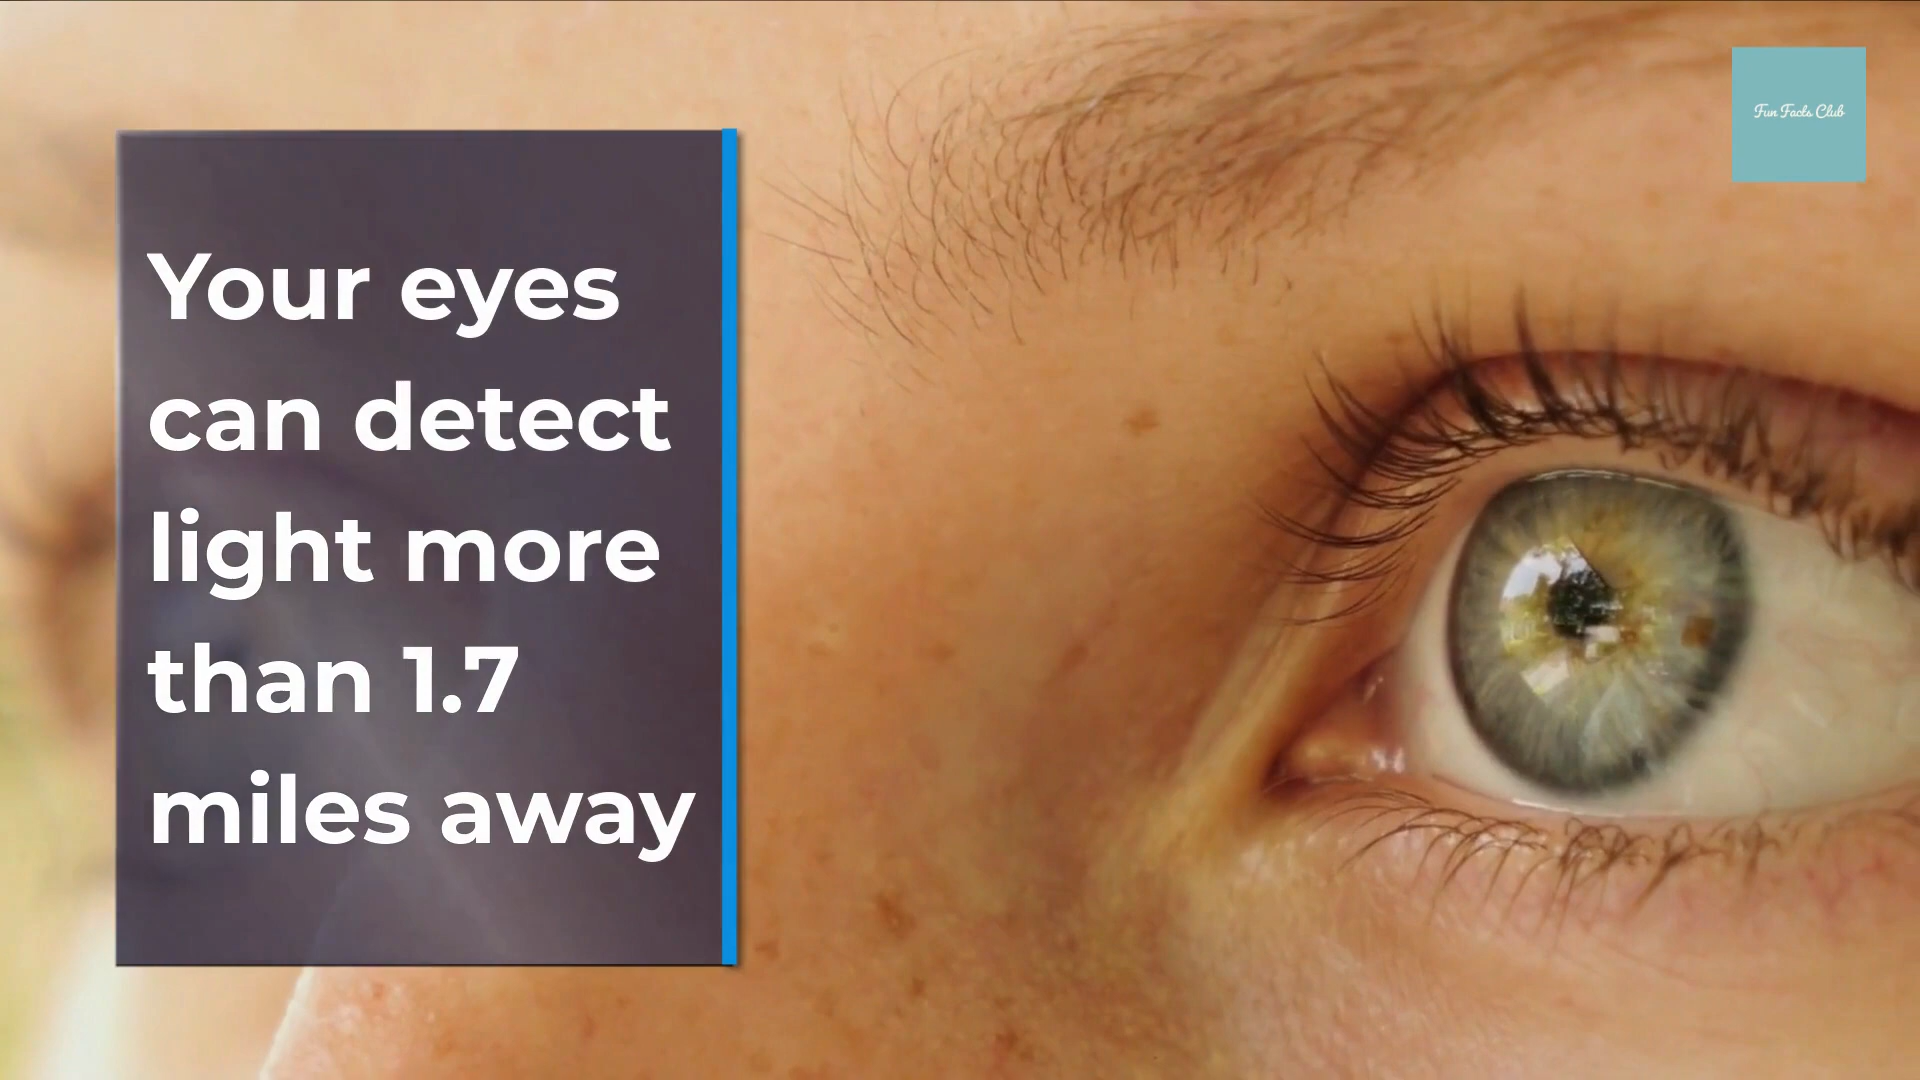 Fun Facts Club
Your eyes
can detect
light more
than 1.7
miles away